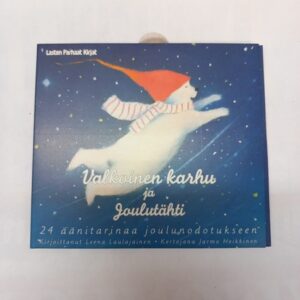 Lasten Parhaat Kirjat
Valkoinen karhu
ja
Joulutähti
24 äänitarinaa joulunodotukseen
Kirjoittanut Leena Laulajainen • Kertojana Jarmo Heikkinen